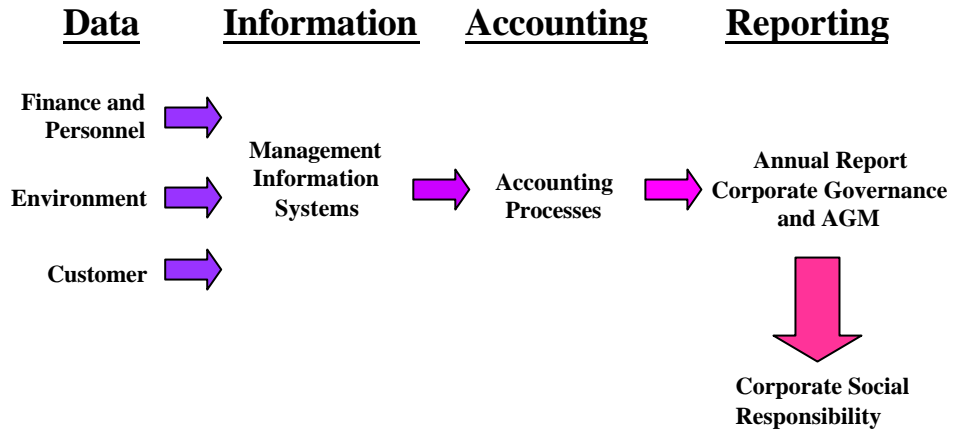 Data
Information
Accounting
Reporting
Finance and
Personnel
Environment
Customer
Management
Information
Systems
Accounting
Processes
Annual Report
Corporate Governance
and AGM
Corporate Social
Responsibility